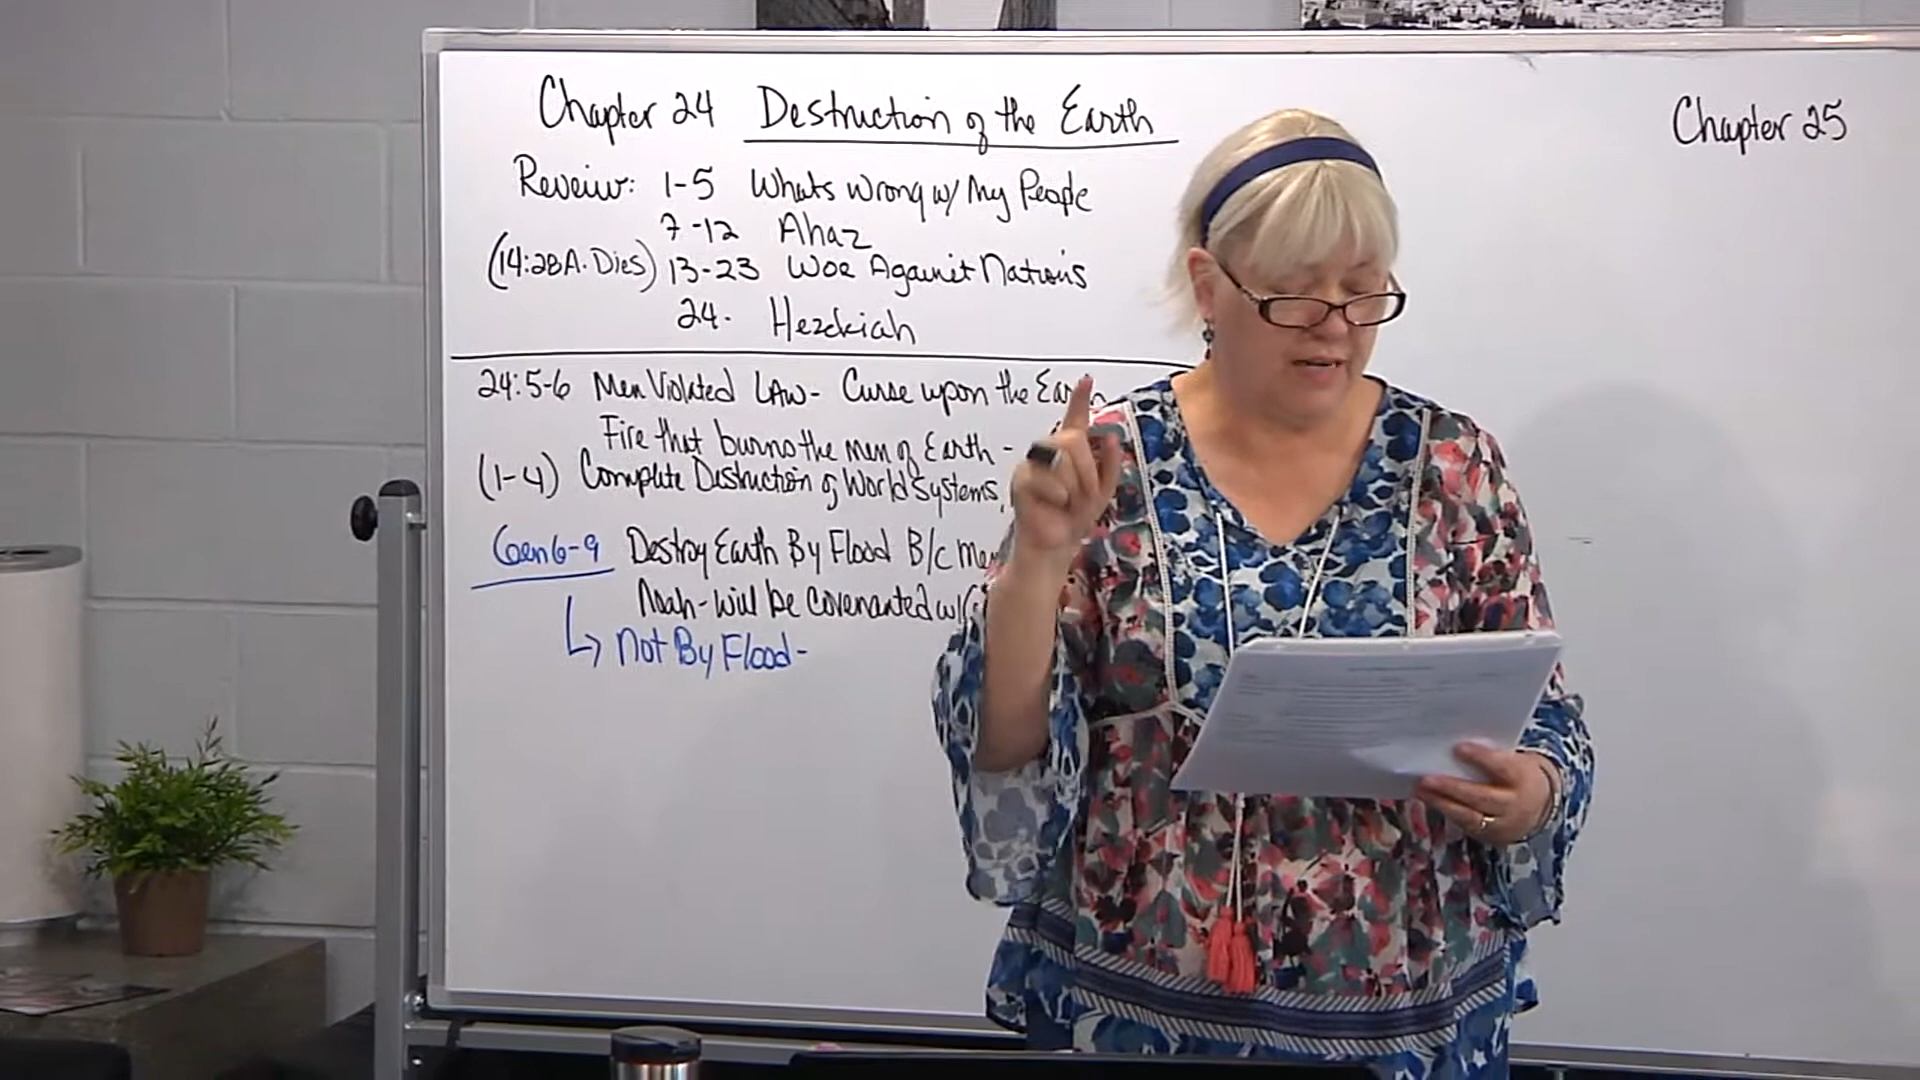 Chapter 24 Destruction of the Earth
Reveiw: 1-5 Whats Wrong w/ My People
7-12 Ahaz
(14:28 A. Dies) 13-23 Woe Against Nations
24. Hezekiah
24:5-6 Men Violated LAW- Curse upon the Earth
Fire that burns the men of Earth -
(1-4) Complete Destruction of World Systems,
Gen 6-9 Destroy Earth By Flood B/c Men
Noah- will be covenanted w/
Not By Flood-
Chapter 25